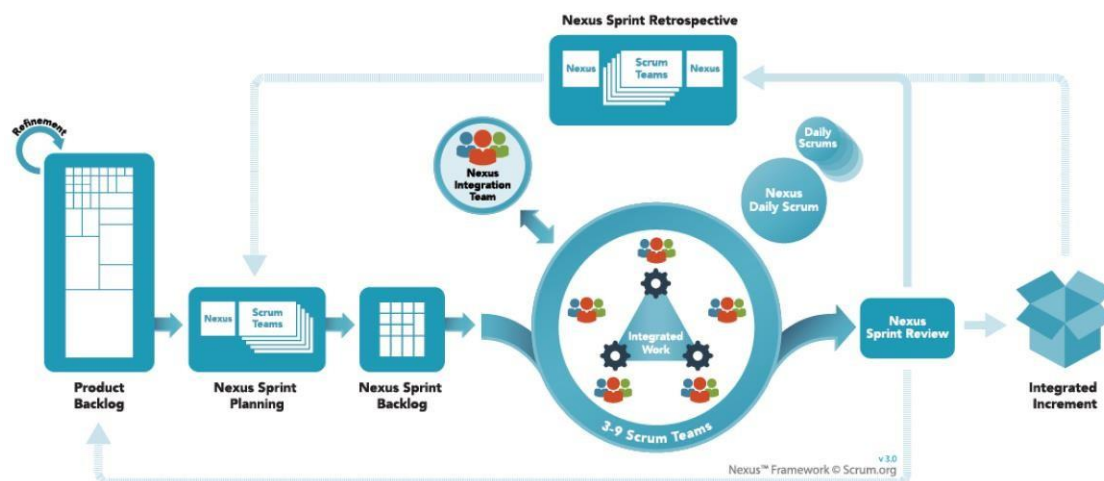 Nexus Sprint Retrospective
Nexus
Scrum
Teams
Nexus
Refinement
Nexus
Integration
Team
Daily
Scrums
Nexus
Daily Scrum
Nexus
Scrum
Teams
Integrated
Work
Nexus
Sprint Review
Product
Backlog
Nexus Sprint
Planning
Nexus Sprint
Backlog
3-9 Scrum Teams
Integrated
Increment
v 3.0
Nexus™ Framework © Scrum.org